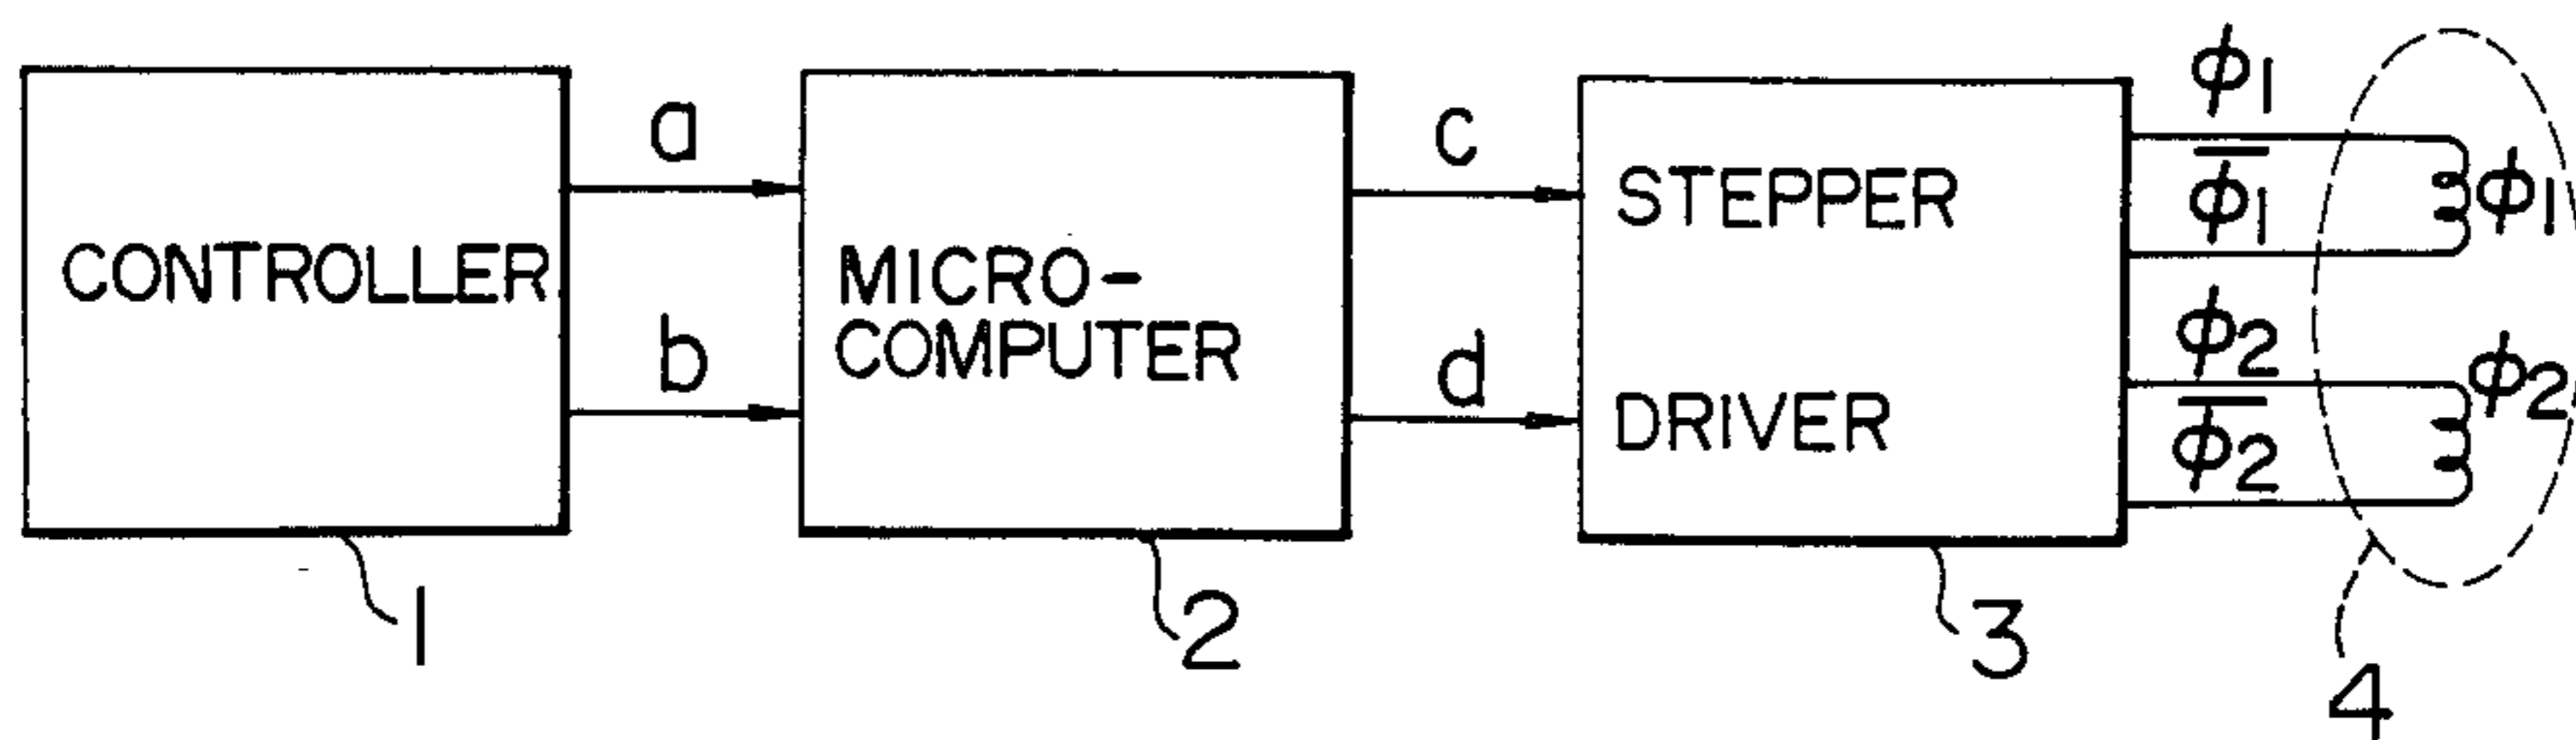 CONTROLLER
1
a
b
MICRO-
COMPUTER
2
c
d
STEPPER
DRIVER
3
ϕ1
ϕ̅1̅
ϕ2
ϕ̅2̅
ϕ1
ϕ2
4